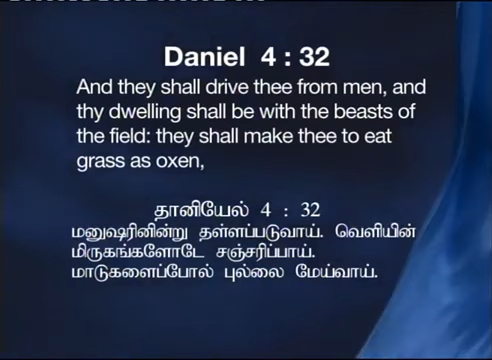 Daniel 4 : 32
And they shall drive thee from men, and
thy dwelling shall be with the beasts of
the field: they shall make thee to eat
grass as oxen,
தானியேல் 4 : 32
மனுஷரினின்று தள்ளப்படுவாய். வெளியின்
மிருகங்களோடே சஞ்சரிப்பாய்.
மாடுகளைப்போல் புல்லை மேய்வாய்.